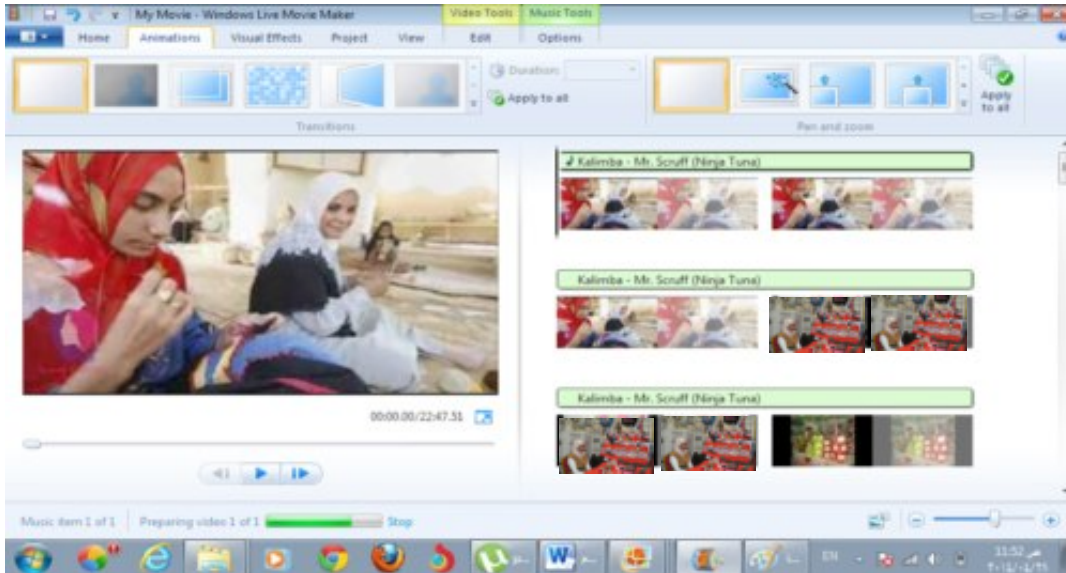 My Movie - Windows Live Movie Maker
Video Tools
Music Tools
Home
Animations
Visual Effects
Project
View
Edit
Options
Duration:
Apply to all
Apply to all
Transitions
Pan and zoom
Kalimba - Mr. Scruff (Ninja Tuna)
Kalimba - Mr. Scruff (Ninja Tuna)
Kalimba - Mr. Scruff (Ninja Tuna)
00:00.00/22:47.51
Music item 1 of 1
Preparing video 1 of 1
Stop
EN
11:52 ص